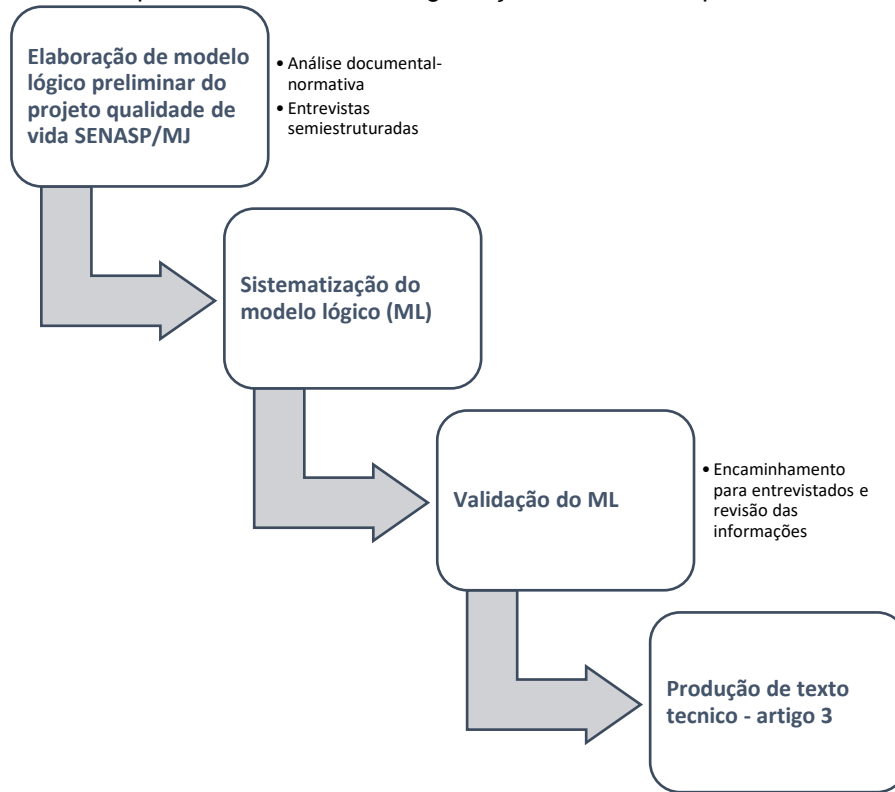 Elaboração de modelo
lógico preliminar do
projeto qualidade de
vida SENASP/MJ
• Análise documental-
normativa
• Entrevistas
semiestruturadas
Sistematização do
modelo lógico (ML)
Validação do ML
• Encaminhamento
para entrevistados e
revisão das
informações
Produção de texto
tecnico - artigo 3